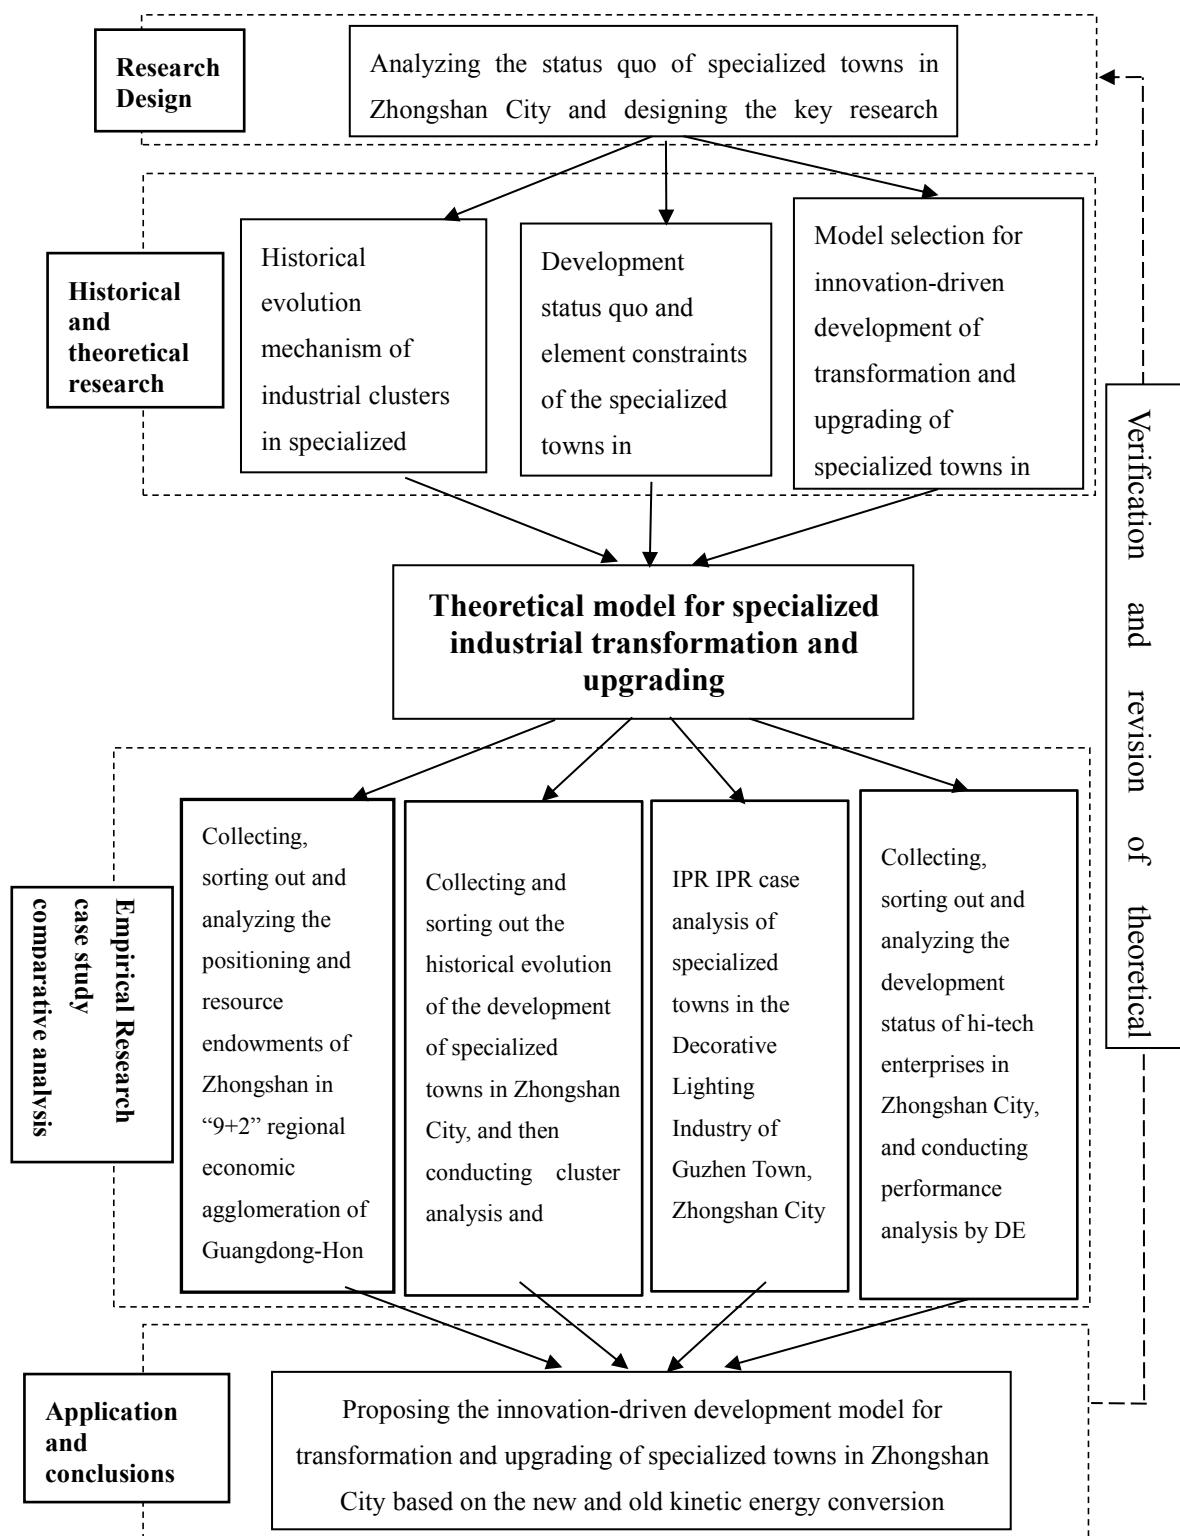 Research
Design
Analyzing the status quo of specialized towns in
Zhongshan City and designing the key research
Historical
and
theoretical
research
Historical
evolution
mechanism of
industrial clusters
in specialized
Development
status quo and
element constraints
of the specialized
towns in
Model selection for
innovation-driven
development of
transformation and
upgrading of
specialized towns in
Verification and revision of theoretical
Theoretical model for specialized
industrial transformation and
upgrading
Empirical Research
case study
comparative analysis
Collecting,
sorting out and
analyzing the
positioning and
resource
endowments of
Zhongshan in
“9+2” regional
economic
agglomeration of
Guangdong-Hon
Collecting and
sorting out the
historical evolution
of the development
of specialized
towns in Zhongshan
City, and then
conducting cluster
analysis and
IPR IPR case
analysis of
specialized
towns in the
Decorative
Lighting
Industry of
Guzhen Town,
Zhongshan City
Collecting,
sorting out and
analyzing the
development
status of hi-tech
enterprises in
Zhongshan City,
and conducting
performance
analysis by DE
Application
and
conclusions
Proposing the innovation-driven development model for
transformation and upgrading of specialized towns in Zhongshan
City based on the new and old kinetic energy conversion